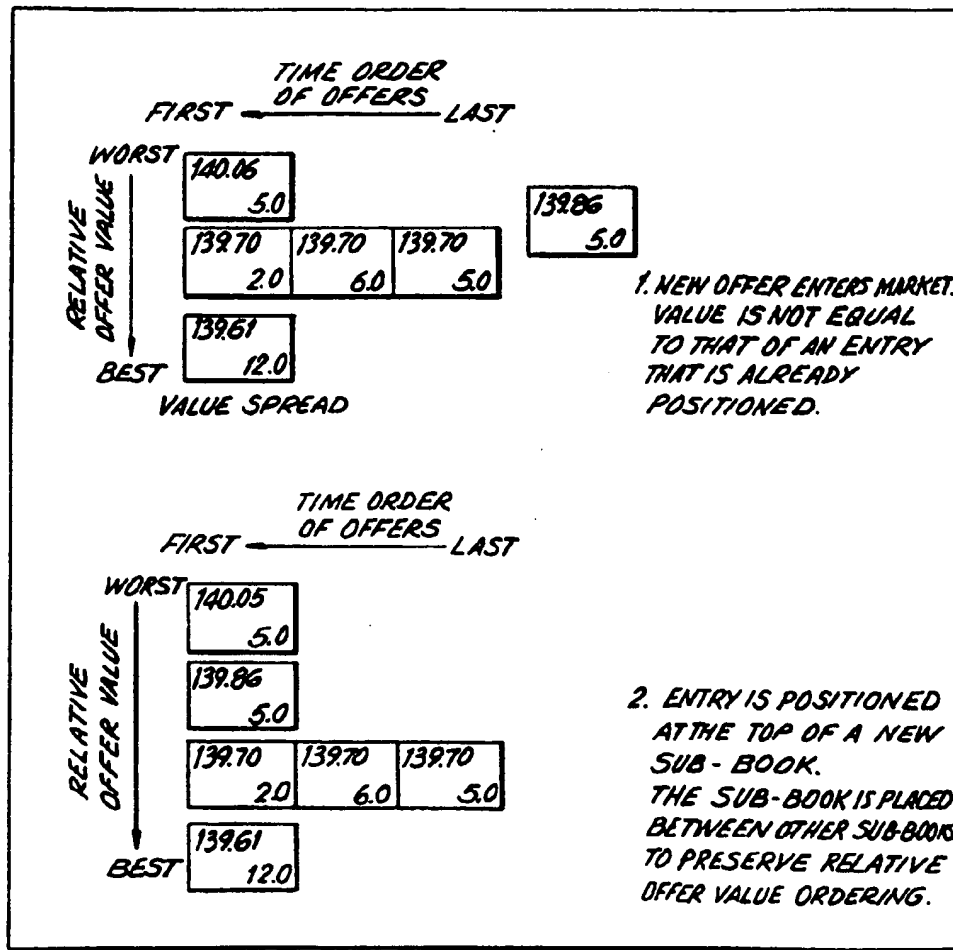 TIME ORDER
OF OFFERS
FIRST LAST
WORST
140.06
5.0
139.86
5.0
RELATIVE
OFFER VALUE
139.70 139.70 139.70
2.0 6.0 5.0
139.61
12.0
BEST
VALUE SPREAD
1. NEW OFFER ENTERS MARKET.
VALUE IS NOT EQUAL
TO THAT OF AN ENTRY
THAT IS ALREADY
POSITIONED.
TIME ORDER
OF OFFERS
FIRST LAST
WORST
140.05
5.0
139.86
5.0
RELATIVE
OFFER VALUE
139.70 139.70 139.70
2.0 6.0 5.0
139.61
12.0
BEST
2. ENTRY IS POSITIONED
AT THE TOP OF A NEW
SUB-BOOK.
THE SUB-BOOK IS PLACED
BETWEEN OTHER SUB-BOOKS
TO PRESERVE RELATIVE
OFFER VALUE ORDERING.